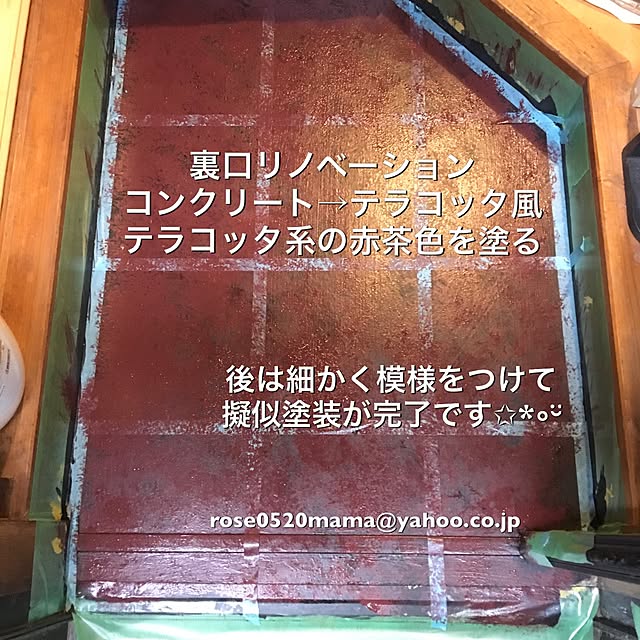 裏口リノベーション
コンクリート→テラコッタ風
テラコッタ系の赤茶色を塗る
後は細かく模様をつけて
擬似塗装が完了です☆*⁰ ̆̈
rose0520mama@yahoo.co.jp